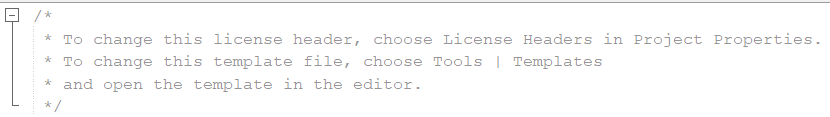 /*
* To change this license header, choose License Headers in Project Properties.
* To change this template file, choose Tools | Templates
* and open the template in the editor.
*/